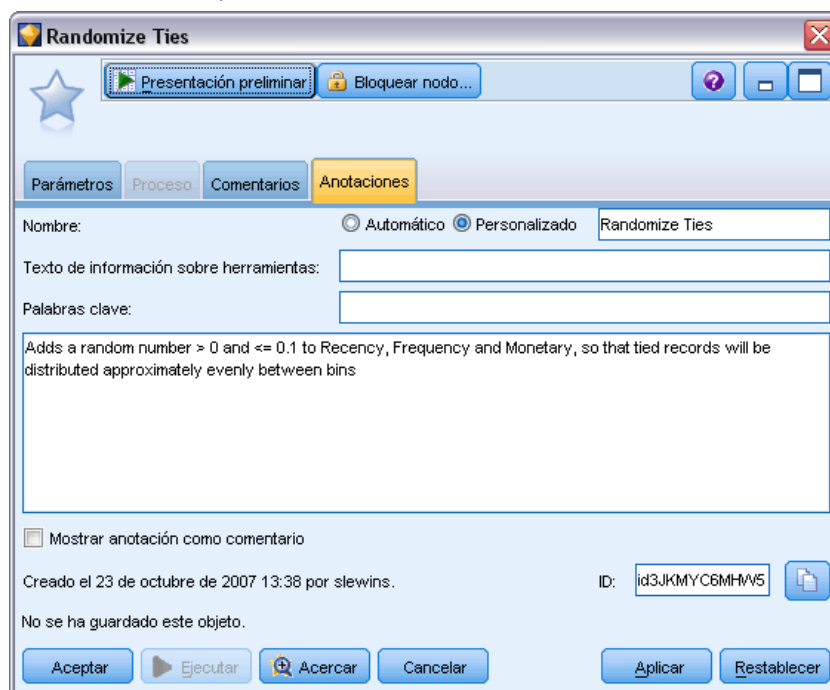 Randomize Ties
Presentación preliminar
Bloquear nodo...
Parámetros
Proceso
Comentarios
Anotaciones
Nombre:
Automático
Personalizado
Randomize Ties
Texto de información sobre herramientas:
Palabras clave:
Adds a random number > 0 and <= 0.1 to Recency, Frequency and Monetary, so that tied records will be
distributed approximately evenly between bins
Mostrar anotación como comentario
Creado el 23 de octubre de 2007 13:38 por slewins.
ID:
id3JKMYC6MHW5
No se ha guardado este objeto.
Aceptar
Ejecutar
Acercar
Cancelar
Aplicar
Restablecer